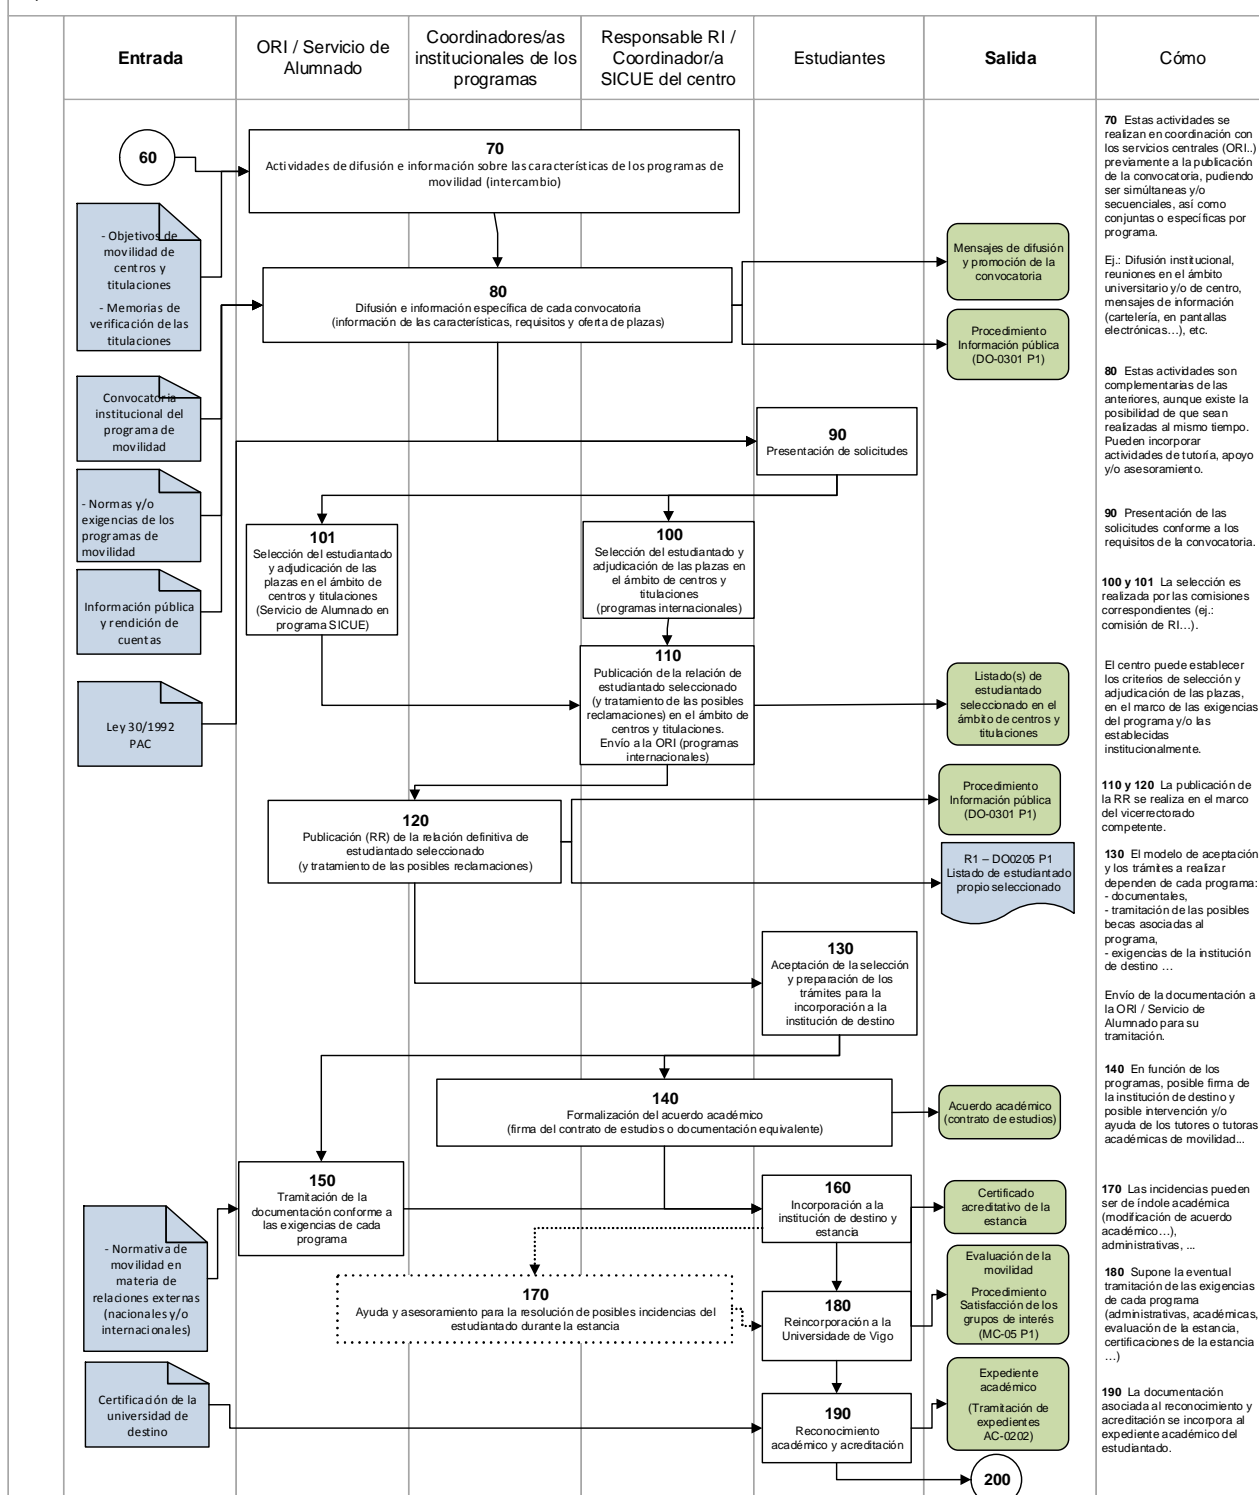 Entrada
ORI / Servicio de
Alumnado
Coordinadores/as
institucionales de los
programas
Responsable RI /
Coordinador/a
SICUE del centro
Estudiantes
Salida
Cómo
60
70
Actividades de difusión e información sobre las características de los programas de
movilidad (intercambio)
- Objetivos de
movilidad de
centros y
titulaciones
- Memorias de
verificación de las
titulaciones
80
Difusión e información específica de cada convocatoria
(información de las características, requisitos y oferta de plazas)
Mensajes de difusión
y promoción de la
convocatoria
Procedimiento
Información pública
(DO-0301 P1)
Convocatoria
institucional del
programa de
movilidad
90
Presentación de solicitudes
- Normas y/o
exigencias de los
programas de
movilidad
101
Selección del estudiantado
y adjudicación de las
plazas en el ámbito de
centros y titulaciones
(Servicio de Alumnado en
programa SICUE)
100
Selección del estudiantado y
adjudicación de las plazas en
el ámbito de centros y
titulaciones
(programas internacionales)
Información pública
y rendición de
cuentas
110
Publicación de la relación de
estudiantado seleccionado
(y tratamiento de las posibles
reclamaciones) en el ámbito de
centros y titulaciones.
Envío a la ORI (programas
internacionales)
Listado(s) de
estudiantado
seleccionado en el
ámbito de centros y
titulaciones
Ley 30/1992
PAC
120
Publicación (RR) de la relación definitiva de
estudiantado seleccionado
(y tratamiento de las posibles reclamaciones)
Procedimiento
Información pública
(DO-0301 P1)
R1 – DO0205 P1
Listado de estudiantado
propio seleccionado
130
Aceptación de la selección
y preparación de los
trámites para la
incorporación a la
institución de destino
140
Formalización del acuerdo académico
(firma del contrato de estudios o documentación equivalente)
Acuerdo académico
(contrato de estudios)
150
Tramitación de la
documentación conforme a
las exigencias de cada
programa
160
Incorporación a la
institución de destino y
estancia
Certificado
acreditativo de la
estancia
- Normativa de
movilidad en
materia de
relaciones externas
(nacionales y/o
internacionales)
170
Ayuda y asesoramiento para la resolución de posibles incidencias del
estudiantado durante la estancia
180
Reincorporación a la
Universidade de Vigo
Evaluación de la
movilidad
Procedimiento
Satisfacción de los
grupos de interés
(MC-05 P1)
Certificación de la
universidad de
destino
190
Reconocimiento
académico y acreditación
Expediente
académico
(Tramitación de
expedientes
AC-0202)
200
70 Estas actividades se
realizan en coordinación con
los servicios centrales (ORI..)
previamente a la publicación
de la convocatoria, pudiendo
ser simúltaneas y/o
secuenciales, así como
conjuntas o específicas por
programa.
Ej.: Difusión institucional,
reuniones en el ámbito
universitario y/o de centro,
mensajes de información
(cartelería, en pantallas
electrónicas…), etc.
80 Estas actividades son
complementarias de las
anteriores, aunque existe la
posibilidad de que sean
realizadas al mismo tiempo.
Pueden incorporar
actividades de tutoría, apoyo
y/o asesoramiento.
90 Presentación de las
solicitudes conforme a los
requisitos de la convocatoria.
100 y 101 La selección es
realizada por las comisiones
correspondientes (ej.:
comisión de RI…).
El centro puede establecer
los criterios de selección y
adjudicación de las plazas,
en el marco de las exigencias
del programa y/o las
establecidas
institucionalmente.
110 y 120 La publicación de
la RR se realiza en el marco
del vicerrectorado
competente.
130 El modelo de aceptación
y los trámites a realizar
dependen de cada programa:
- documentales,
- tramitación de las posibles
becas asociadas al
programa,
- exigencias de la institución
de destino …
Envío de la documentación a
la ORI / Servicio de
Alumnado para su
tramitación.
140 En función de los
programas, posible firma de
la institución de destino y
posible intervención y/o
ayuda de los tutores o tutoras
académicas de movilidad...
170 Las incidencias pueden
ser de índole académica
(modificación de acuerdo
académico…),
administrativas, ...
180 Supone la eventual
tramitación de las exigencias
de cada programa
(administrativas, académicas,
evaluación de la estancia,
certificaciones de la estancia
…)
190 La documentación
asociada al reconocimiento y
acreditación se incorpora al
expediente académico del
estudiantado.